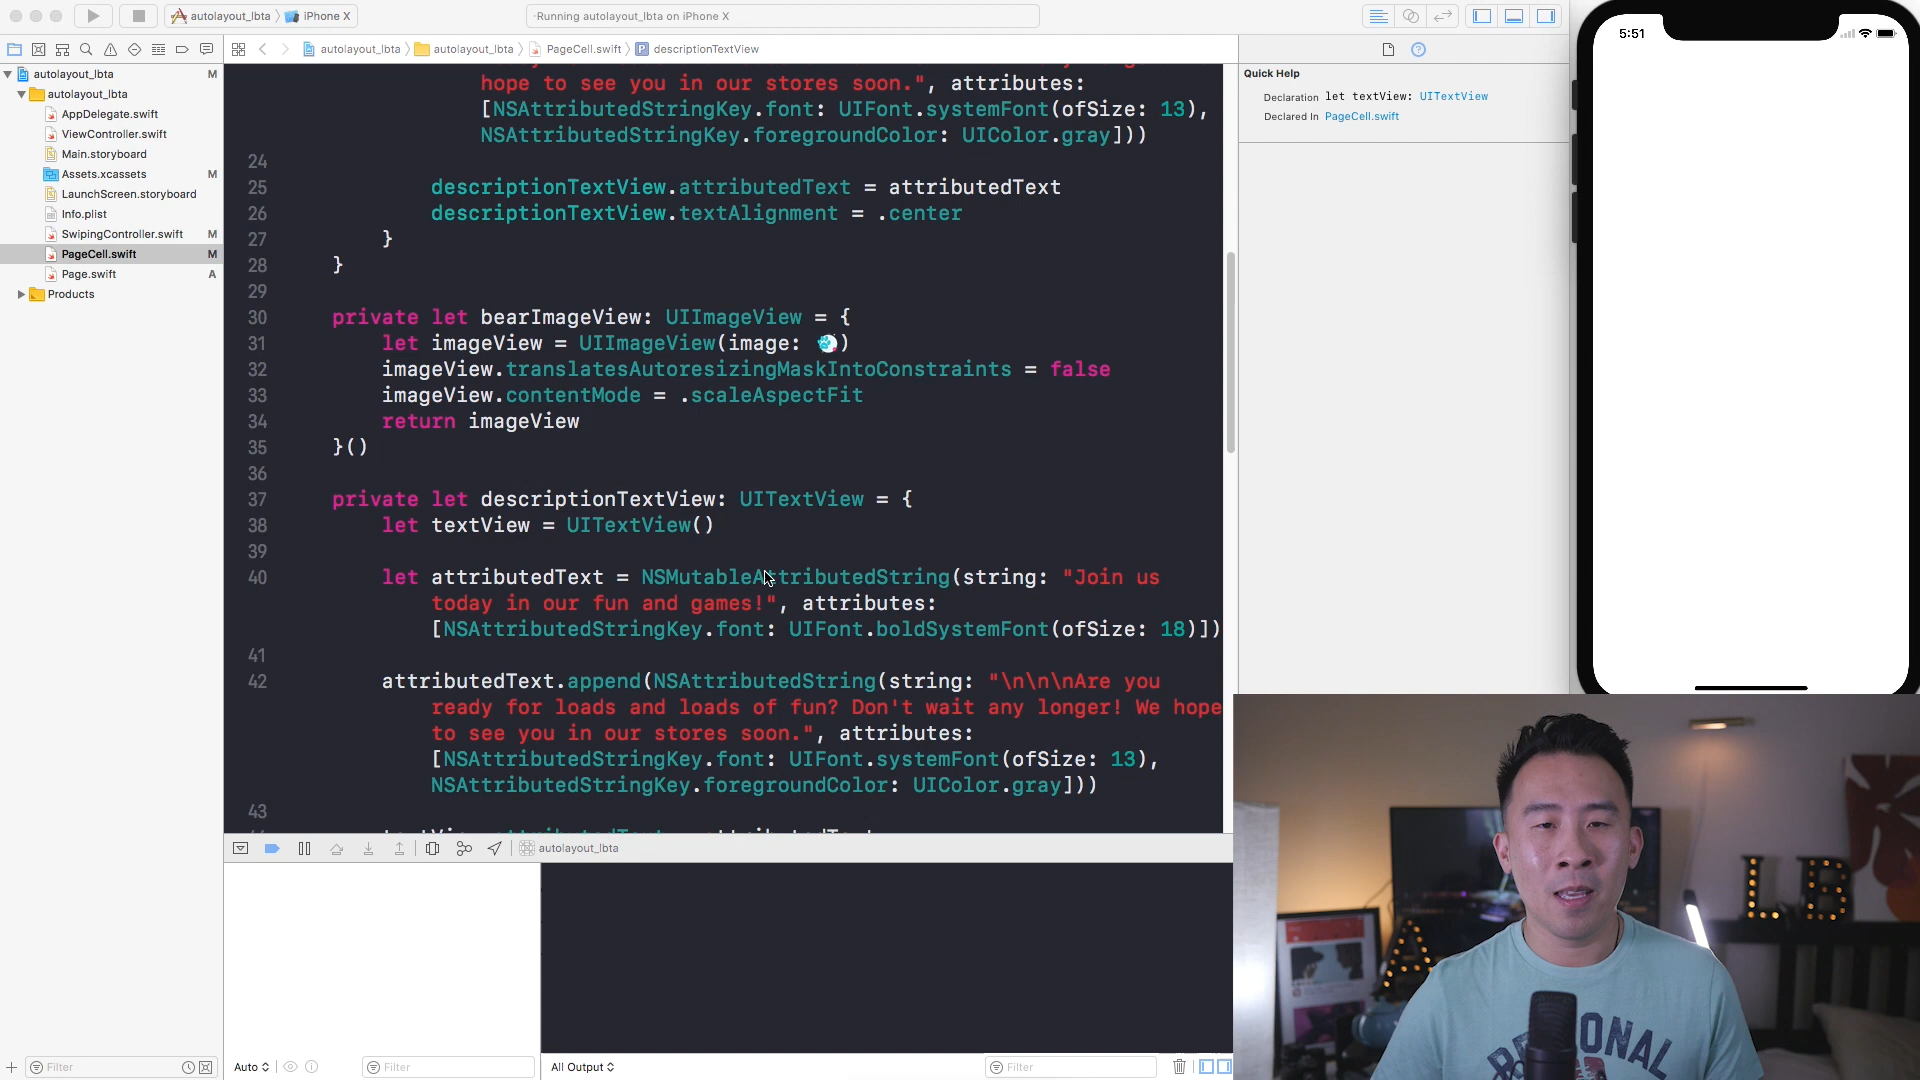 autolayout_lbta
iPhone X
Running autolayout_lbta on iPhone X
5:51
autolayout_lbta
autolayout_lbta
PageCell.swift
P
descriptionTextView
autolayout_lbta
M
autolayout_lbta
AppDelegate.swift
ViewController.swift
Main.storyboard
Assets.xcassets
M
LaunchScreen.storyboard
Info.plist
SwipingController.swift
M
PageCell.swift
M
Page.swift
A
Products
hope to see you in our stores soon.", attributes:
[NSAttributedStringKey.font: UIFont.systemFont(ofSize: 13),
NSAttributedStringKey.foregroundColor: UIColor.gray]))
24
25 descriptionTextView.attributedText = attributedText
26 descriptionTextView.textAlignment = .center
27 }
28 }
29
30 private let bearImageView: UIImageView = {
31 let imageView = UIImageView(image: )
32 imageView.translatesAutoresizingMaskIntoConstraints = false
33 imageView.contentMode = .scaleAspectFit
34 return imageView
35 }()
36
37 private let descriptionTextView: UITextView = {
38 let textView = UITextView()
39
40 let attributedText = NSMutableAttributedString(string: "Join us
today in our fun and games!", attributes:
[NSAttributedStringKey.font: UIFont.boldSystemFont(ofSize: 18)])
41
42 attributedText.append(NSAttributedString(string: "\n\n\nAre you
ready for loads and loads of fun? Don't wait any longer! We hope
to see you in our stores soon.", attributes:
[NSAttributedStringKey.font: UIFont.systemFont(ofSize: 13),
NSAttributedStringKey.foregroundColor: UIColor.gray]))
43
Quick Help
Declaration let textView: UITextView
Declared In PageCell.swift
autolayout_lbta
Filter
Auto
Filter
All Output
Filter
LB
A